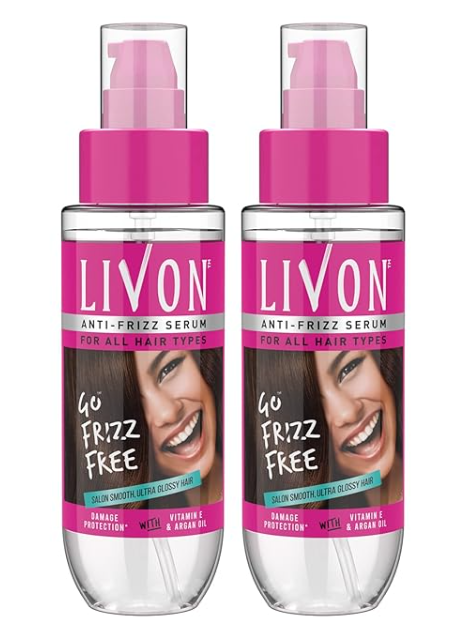 LIVON™
ANTI-FRIZZ SERUM
FOR ALL HAIR TYPES
GO
FRIZZ
FREE
SALON SMOOTH, ULTRA GLOSSY HAIR
DAMAGE
PROTECTION*
WITH
VITAMIN E
& ARGAN OIL
LIVON™
ANTI-FRIZZ SERUM
FOR ALL HAIR TYPES
GO
FRIZZ
FREE
SALON SMOOTH, ULTRA GLOSSY HAIR
DAMAGE
PROTECTION*
WITH
VITAMIN E
& ARGAN OIL